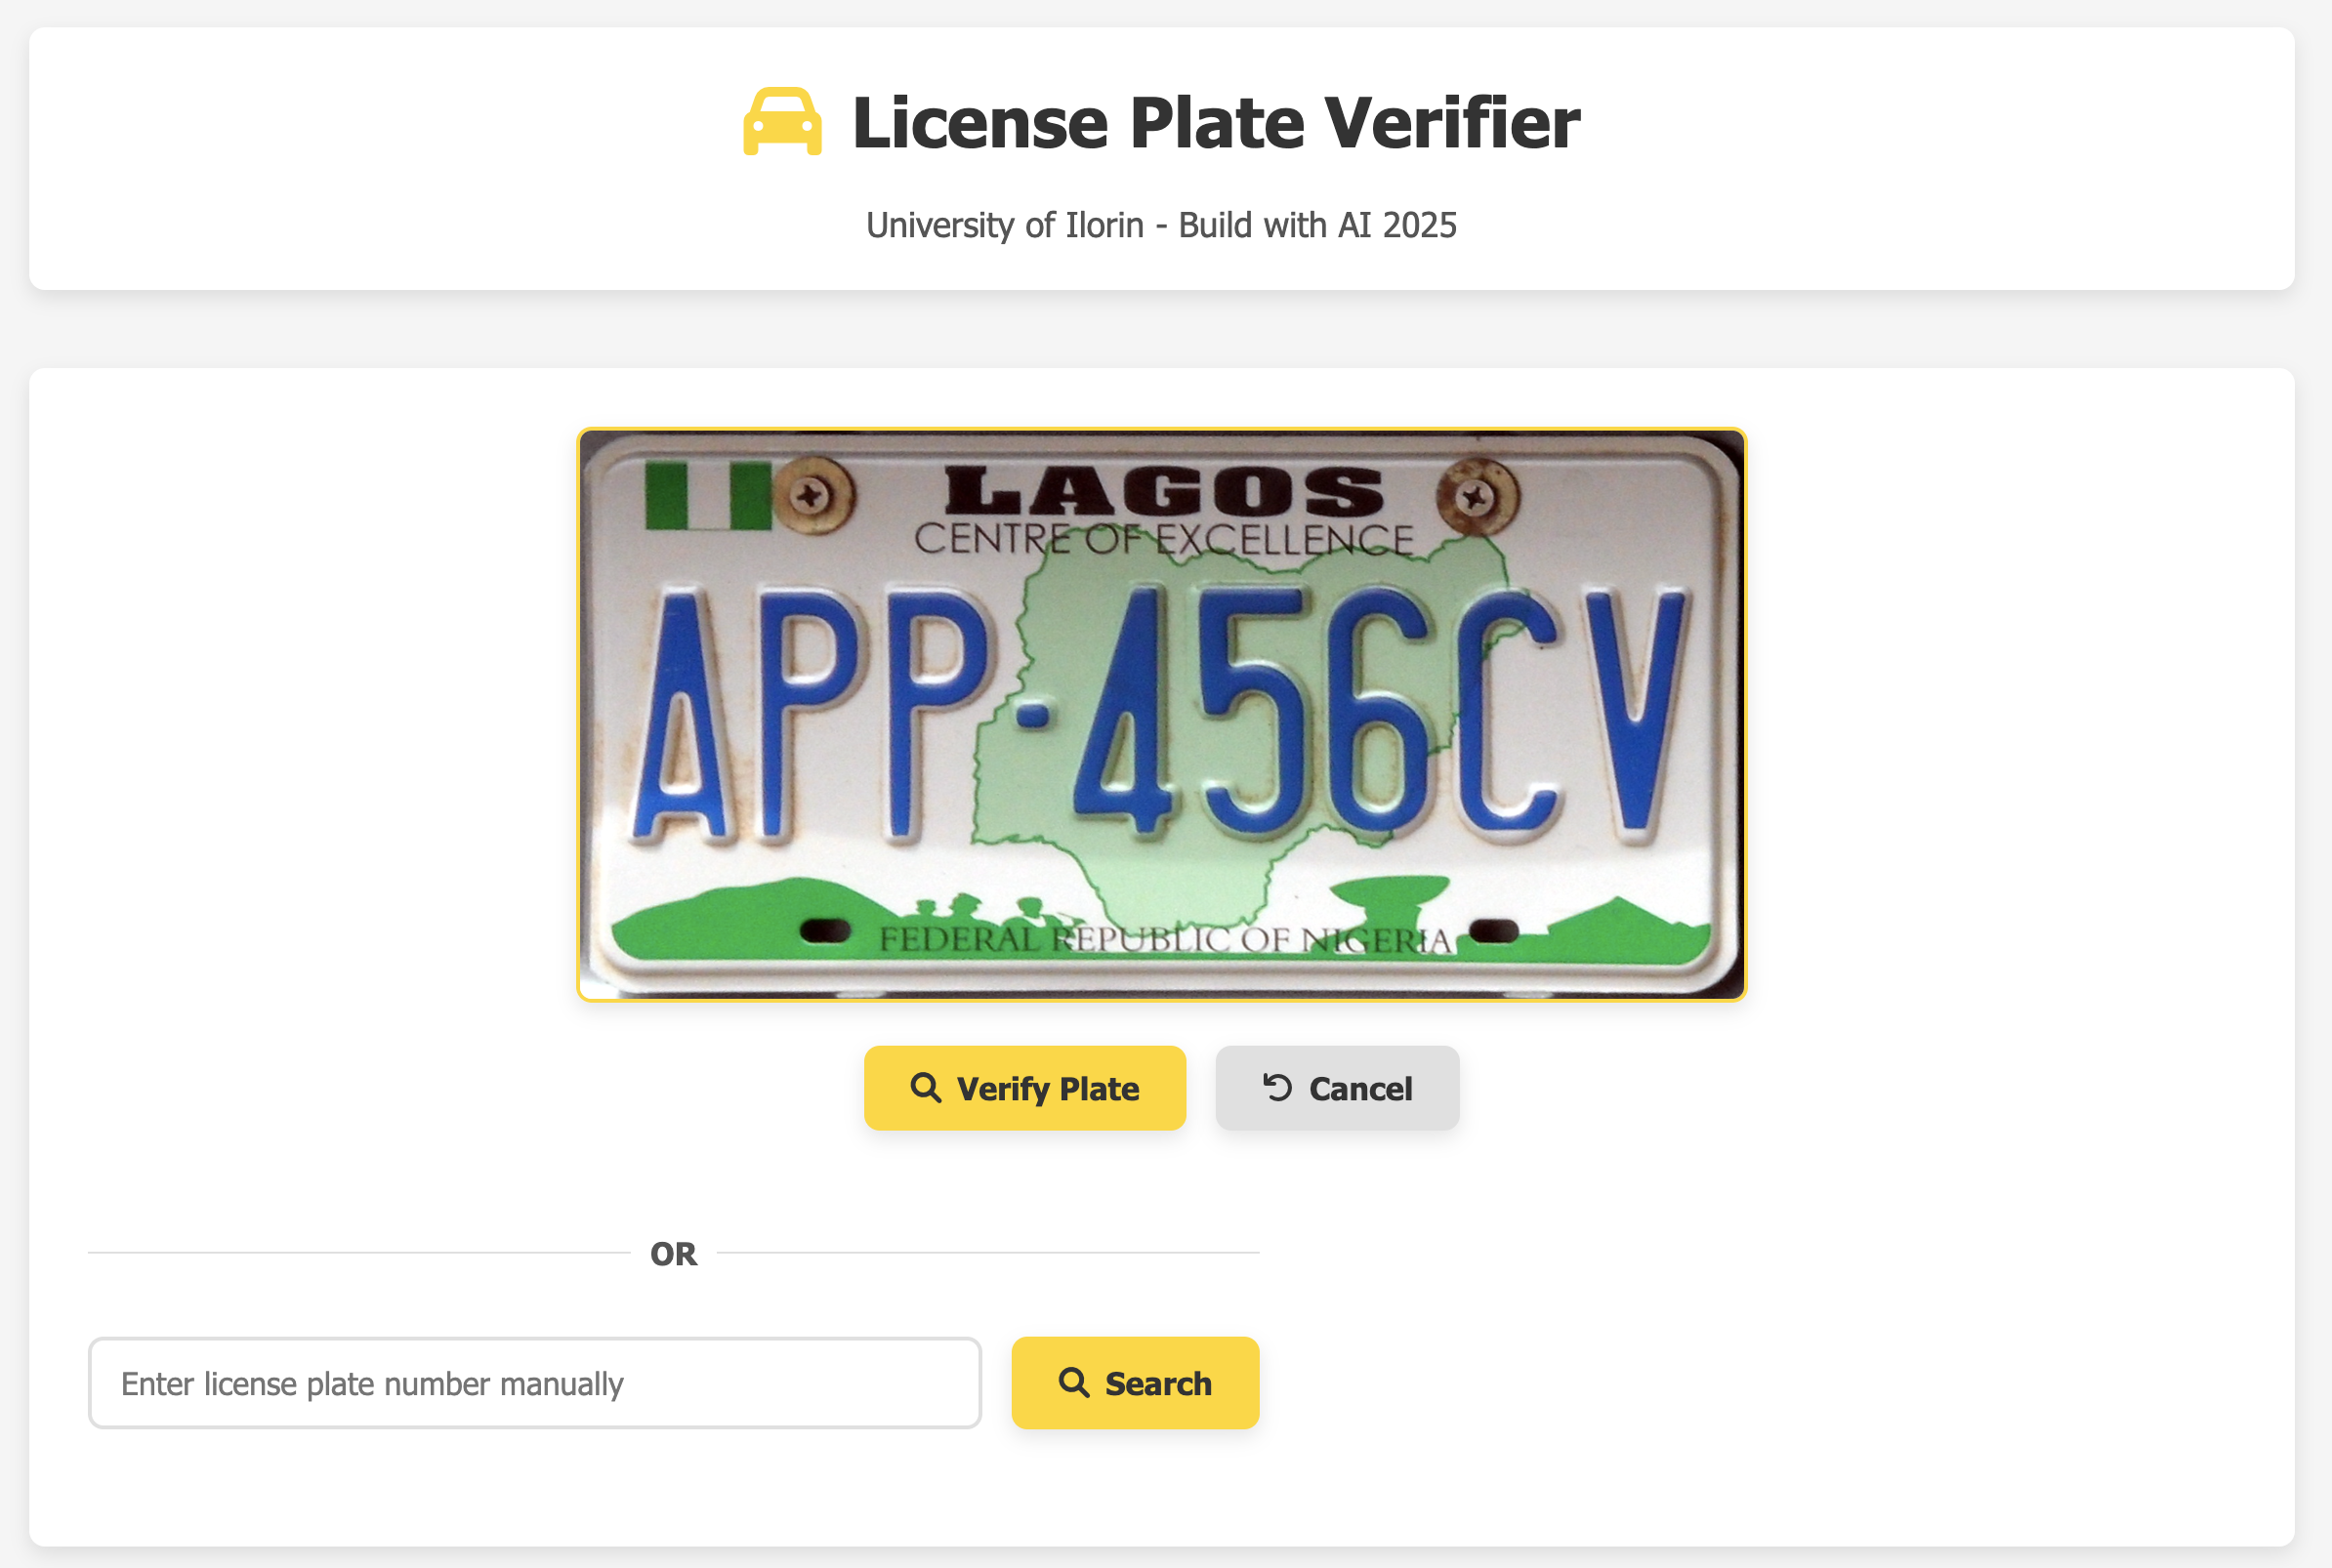 License Plate Verifier
University of Ilorin - Build with AI 2025
LAGOS
CENTRE OF EXCELLENCE
APP-456CV
FEDERAL REPUBLIC OF NIGERIA
Verify Plate
Cancel
OR
Enter license plate number manually
Search